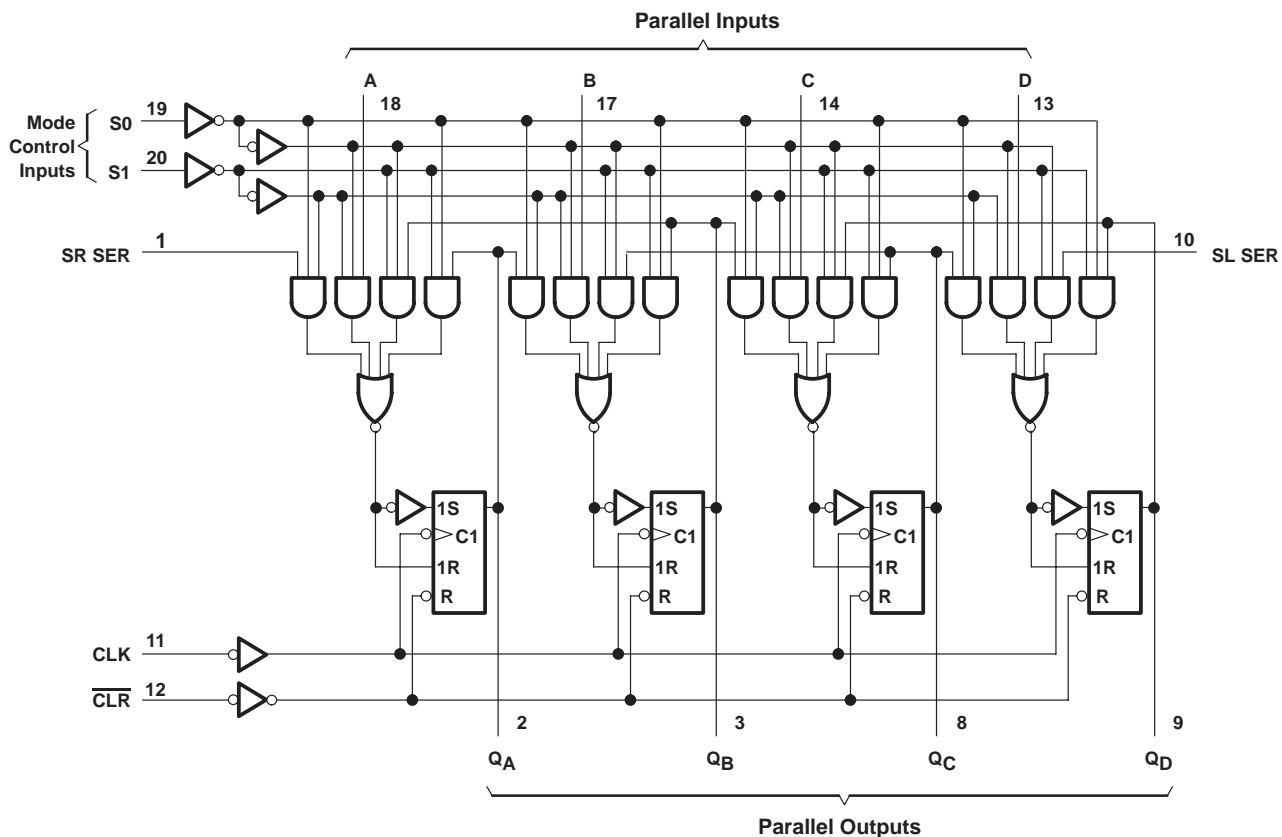 Parallel Inputs
A B C D
18 17 14 13
Mode
Control
Inputs
S0 19
S1 20
SR SER 1
10 SL SER
1S 1S 1S 1S
C1 C1 C1 C1
1R 1R 1R 1R
R R R R
CLK 11
CLR 12
2 3 8 9
QA QB QC QD
Parallel Outputs